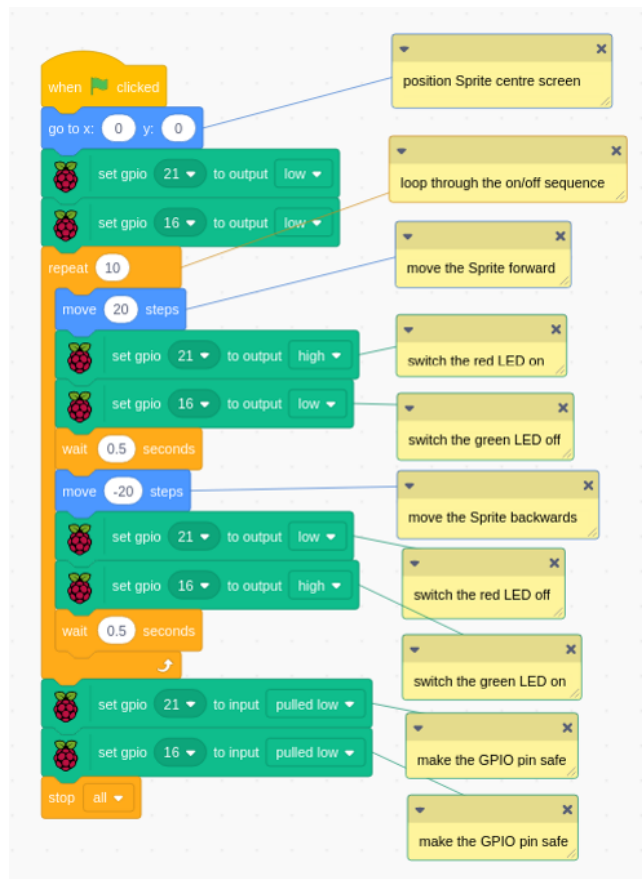 when clicked
position Sprite centre screen
go to x: 0 y: 0
set gpio 21 to output low
loop through the on/off sequence
set gpio 16 to output low
repeat 10
move the Sprite forward
move 20 steps
set gpio 21 to output high
switch the red LED on
set gpio 16 to output low
switch the green LED off
wait 0.5 seconds
move -20 steps
move the Sprite backwards
set gpio 21 to output low
switch the red LED off
set gpio 16 to output high
wait 0.5 seconds
switch the green LED on
set gpio 21 to input pulled low
make the GPIO pin safe
set gpio 16 to input pulled low
stop all
make the GPIO pin safe